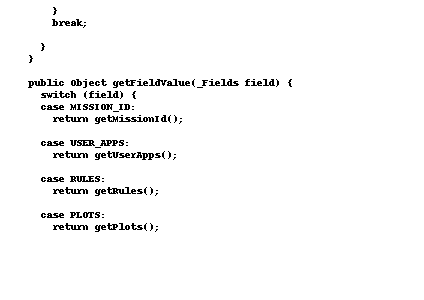 }
break;
}
}
public Object getFieldValue(_Fields field) {
switch (field) {
case MISSION_ID:
return getMissionId();
case USER_APPS:
return getUserApps();
case RULES:
return getRules();
case PLOTS:
return getPlots();